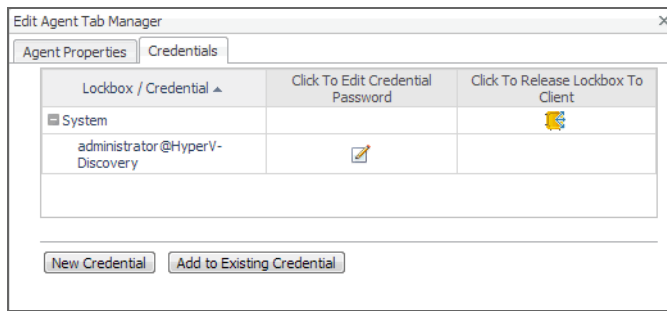 Edit Agent Tab Manager
Agent Properties
Credentials
Lockbox / Credential
Click To Edit Credential
Password
Click To Release Lockbox To
Client
System
administrator@HyperV-
Discovery
New Credential
Add to Existing Credential